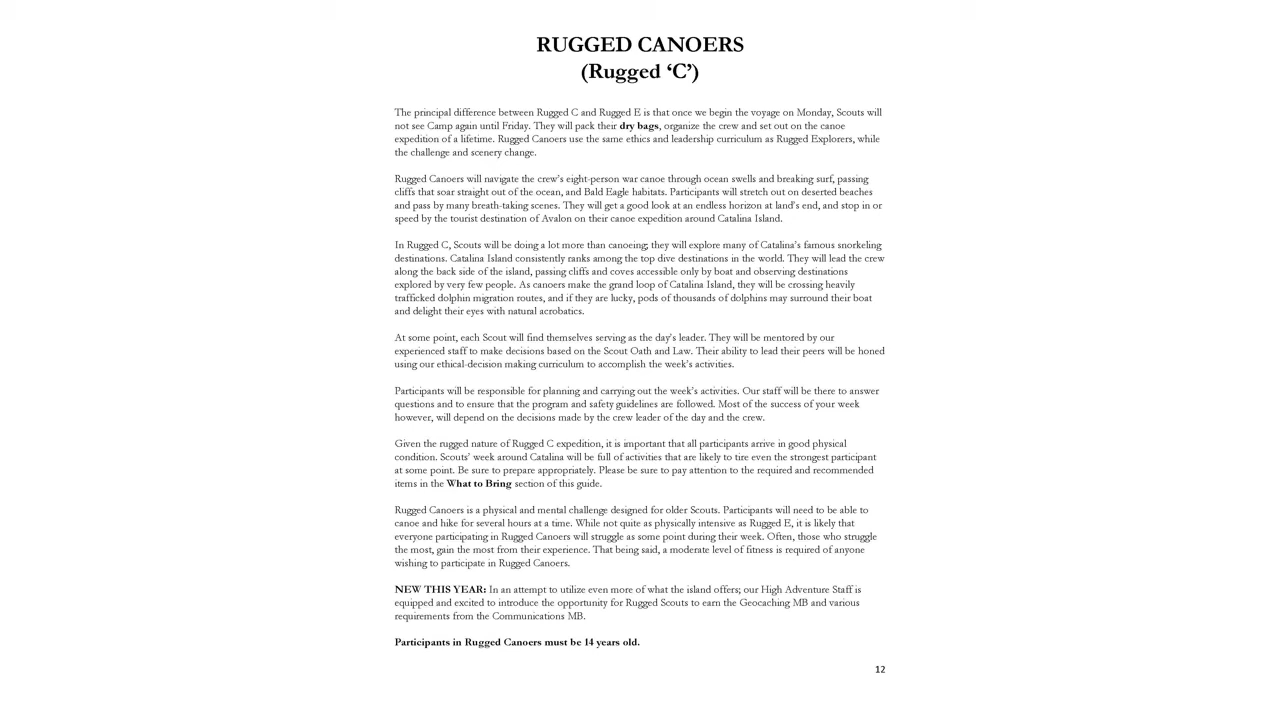 RUGGED CANOERS
(Rugged ‘C’)
The principal difference between Rugged C and Rugged E is that once we begin the voyage on Monday, Scouts will
not see Camp again until Friday. They will pack their dry bags, organize the crew and set out on the canoe
expedition of a lifetime. Rugged Canoers use the same ethics and leadership curriculum as Rugged Explorers, while
the challenge and scenery change.
Rugged Canoers will navigate the crew’s eight-person war canoe through ocean swells and breaking surf, passing
cliffs that soar straight out of the ocean, and Bald Eagle habitats. Participants will stretch out on deserted beaches
and pass by many breath-taking scenes. They will get a good look at an endless horizon at land’s end, and stop in or
speed by the tourist destination of Avalon on their canoe expedition around Catalina Island.
In Rugged C, Scouts will be doing a lot more than canoeing; they will explore many of Catalina’s famous snorkeling
destinations. Catalina Island consistently ranks among the top dive destinations in the world. They will lead the crew
along the back side of the island, passing cliffs and coves accessible only by boat and observing destinations
explored by very few people. As canoers make the grand loop of Catalina Island, they will be crossing heavily
trafficked dolphin migration routes, and if they are lucky, pods of thousands of dolphins may surround their boat
and delight their eyes with natural acrobatics.
At some point, each Scout will find themselves serving as the day’s leader. They will be mentored by our
experienced staff to make decisions based on the Scout Oath and Law. Their ability to lead their peers will be honed
using our ethical-decision making curriculum to accomplish the week’s activities.
Participants will be responsible for planning and carrying out the week’s activities. Our staff will be there to answer
questions and to ensure that the program and safety guidelines are followed. Most of the success of your week
however, will depend on the decisions made by the crew leader of the day and the crew.
Given the rugged nature of Rugged C expedition, it is important that all participants arrive in good physical
condition. Scouts’ week around Catalina will be full of activities that are likely to tire even the strongest participant
at some point. Be sure to prepare appropriately. Please be sure to pay attention to the required and recommended
items in the What to Bring section of this guide.
Rugged Canoers is a physical and mental challenge designed for older Scouts. Participants will need to be able to
canoe and hike for several hours at a time. While not quite as physically intensive as Rugged E, it is likely that
everyone participating in Rugged Canoers will struggle as some point during their week. Often, those who struggle
the most, gain the most from their experience. That being said, a moderate level of fitness is required of anyone
wishing to participate in Rugged Canoers.
NEW THIS YEAR: In an attempt to utilize even more of what the island offers; our High Adventure Staff is
equipped and excited to introduce the opportunity for Rugged Scouts to earn the Geocaching MB and various
requirements from the Communications MB.
Participants in Rugged Canoers must be 14 years old.
12